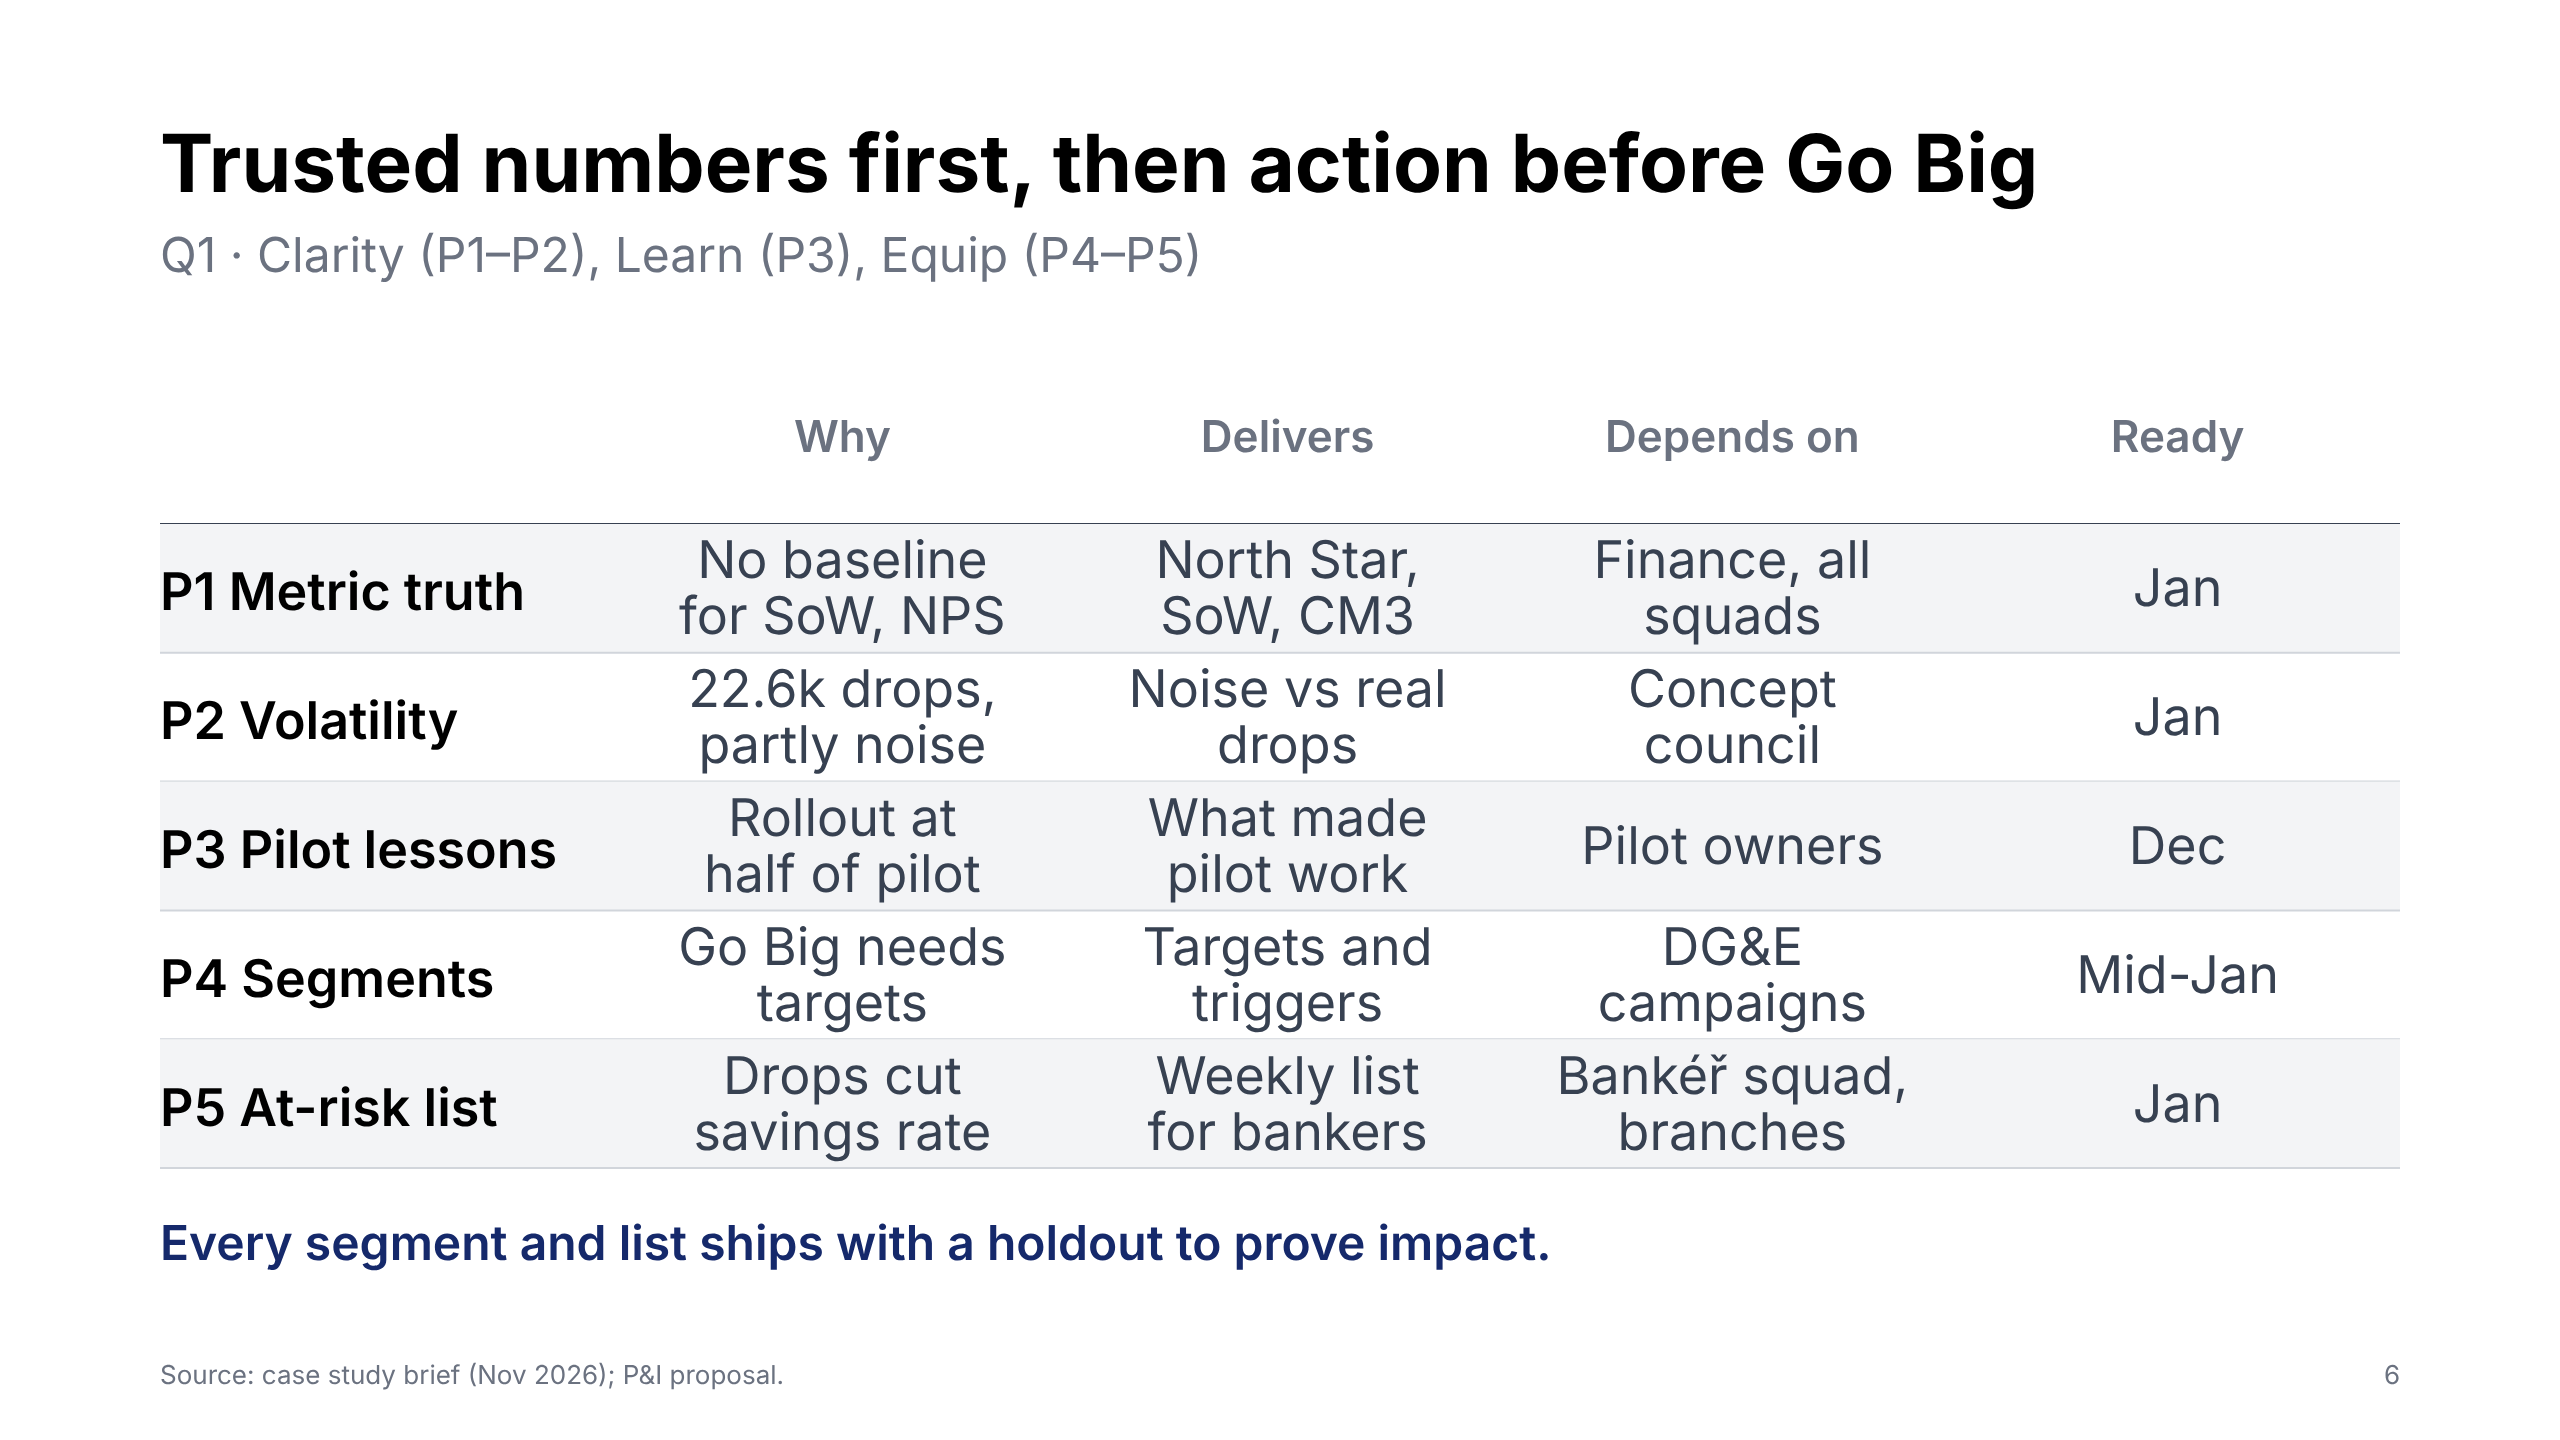 Trusted numbers first, then action before Go Big
Q1 · Clarity (P1–P2), Learn (P3), Equip (P4–P5)
Why Delivers Depends on Ready
P1 Metric truth
No baseline
for SoW, NPS
North Star,
SoW, CM3
Finance, all
squads
Jan
P2 Volatility
22.6k drops,
partly noise
Noise vs real
drops
Concept
council
Jan
P3 Pilot lessons
Rollout at
half of pilot
What made
pilot work
Pilot owners
Dec
P4 Segments
Go Big needs
targets
Targets and
triggers
DG&E
campaigns
Mid-Jan
P5 At-risk list
Drops cut
savings rate
Weekly list
for bankers
Bankéř squad,
branches
Jan
Every segment and list ships with a holdout to prove impact.
Source: case study brief (Nov 2026); P&I proposal.
6